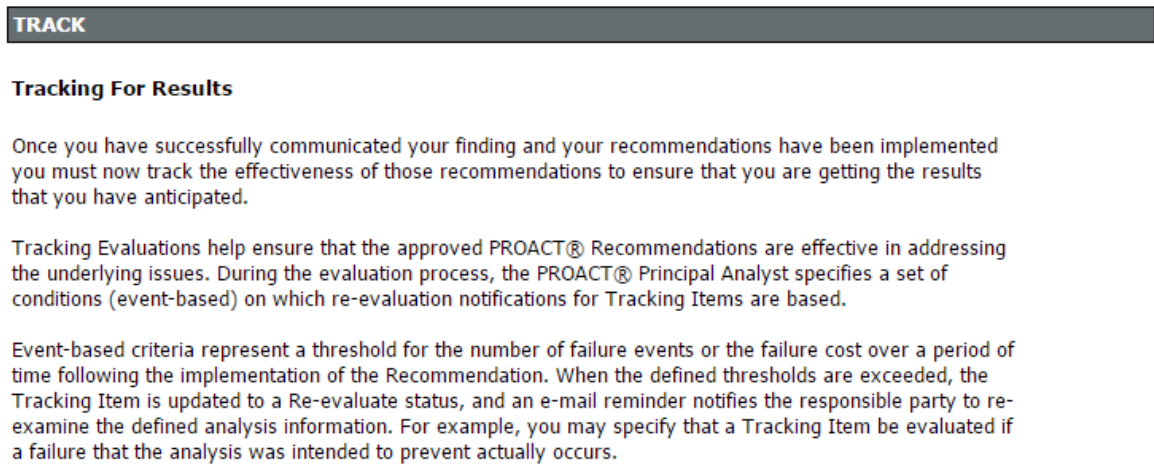 TRACK
Tracking For Results
Once you have successfully communicated your finding and your recommendations have been implemented
you must now track the effectiveness of those recommendations to ensure that you are getting the results
that you have anticipated.
Tracking Evaluations help ensure that the approved PROACT® Recommendations are effective in addressing
the underlying issues. During the evaluation process, the PROACT® Principal Analyst specifies a set of
conditions (event-based) on which re-evaluation notifications for Tracking Items are based.
Event-based criteria represent a threshold for the number of failure events or the failure cost over a period of
time following the implementation of the Recommendation. When the defined thresholds are exceeded, the
Tracking Item is updated to a Re-evaluate status, and an e-mail reminder notifies the responsible party to re-
examine the defined analysis information. For example, you may specify that a Tracking Item be evaluated if
a failure that the analysis was intended to prevent actually occurs.